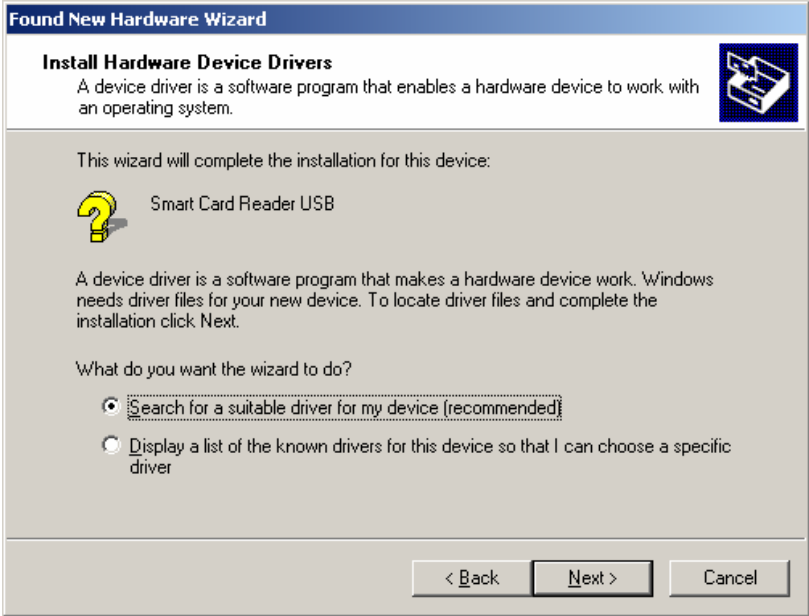 Found New Hardware Wizard
Install Hardware Device Drivers
A device driver is a software program that enables a hardware device to work with
an operating system.
This wizard will complete the installation for this device:
Smart Card Reader USB
A device driver is a software program that makes a hardware device work. Windows
needs driver files for your new device. To locate driver files and complete the
installation click Next.
What do you want the wizard to do?
Search for a suitable driver for my device (recommended)
Display a list of the known drivers for this device so that I can choose a specific
driver
< Back Next > Cancel